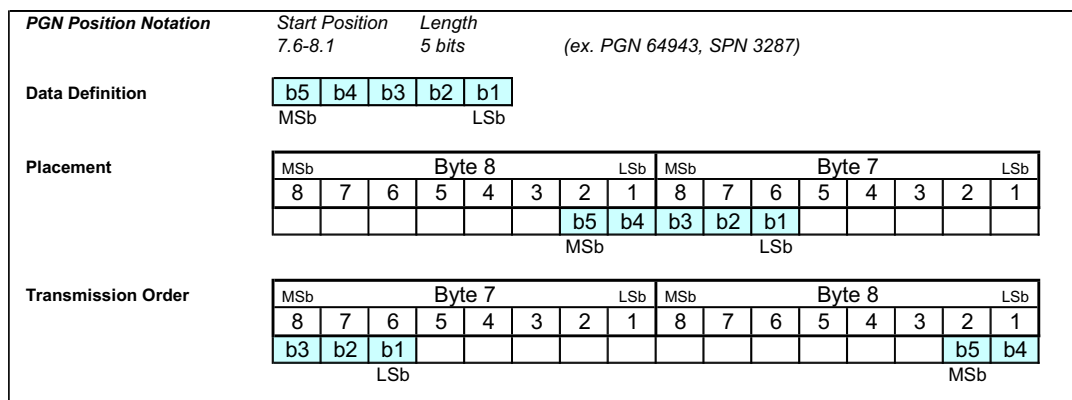 PGN Position Notation Start Position Length
7.6-8.1 5 bits (ex. PGN 64943, SPN 3287)
Data Definition b5 b4 b3 b2 b1
MSb LSb
Placement MSb Byte 8 LSb MSb Byte 7 LSb
8 7 6 5 4 3 2 1 8 7 6 5 4 3 2 1
b5 b4 b3 b2 b1
MSb LSb
Transmission Order MSb Byte 7 LSb MSb Byte 8 LSb
8 7 6 5 4 3 2 1 8 7 6 5 4 3 2 1
b3 b2 b1 b5 b4
LSb MSb